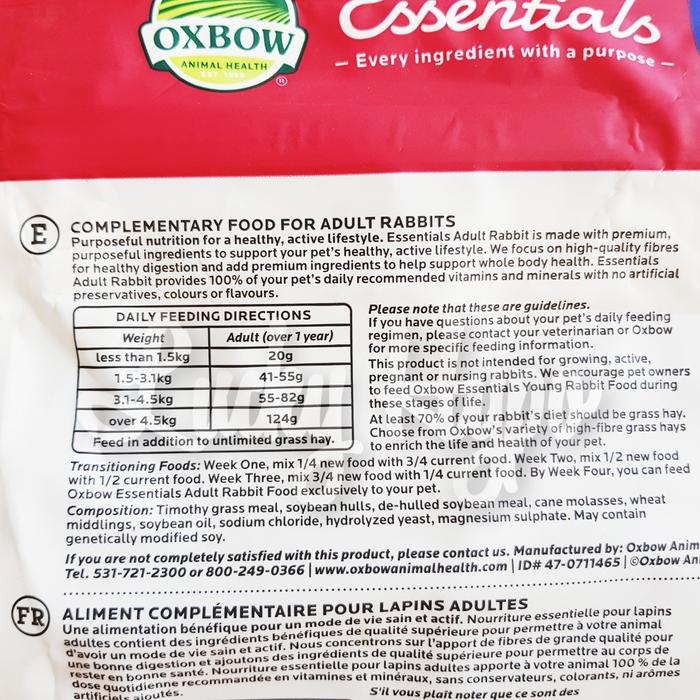 OXBOW
ANIMAL HEALTH
EST 1980
®
Essentials
— Every ingredient with a purpose —
E
COMPLEMENTARY FOOD FOR ADULT RABBITS
Purposeful nutrition for a healthy, active lifestyle. Essentials Adult Rabbit is made with premium,
purposeful ingredients to support your pet's healthy, active lifestyle. We focus on high-quality fibres
for healthy digestion and add premium ingredients to help support whole body health. Essentials
Adult Rabbit provides 100% of your pet's daily recommended vitamins and minerals with no artificial
preservatives, colours or flavours.
DAILY FEEDING DIRECTIONS
Weight Adult (over 1 year)
less than 1.5kg 20g
1.5-3.1kg 41-55g
3.1-4.5kg 55-82g
over 4.5kg 124g
Feed in addition to unlimited grass hay.
Please note that these are guidelines.
If you have questions about your pet's daily feeding
regimen, please contact your veterinarian or Oxbow
for more specific feeding information.
This product is not intended for growing, active,
pregnant or nursing rabbits. We encourage pet owners
to feed Oxbow Essentials Young Rabbit Food during
these stages of life.
At least 70% of your rabbit's diet should be grass hay.
Choose from Oxbow's variety of high-fibre grass hays
to enrich the life and health of your pet.
Transitioning Foods: Week One, mix 1/4 new food with 3/4 current food. Week Two, mix 1/2 new food
with 1/2 current food. Week Three, mix 3/4 new food with 1/4 current food. By Week Four, you can feed
Oxbow Essentials Adult Rabbit Food exclusively to your pet.
Composition: Timothy grass meal, soybean hulls, de-hulled soybean meal, cane molasses, wheat
middlings, soybean oil, sodium chloride, hydrolyzed yeast, magnesium sulphate. May contain
genetically modified soy.
If you are not completely satisfied with this product, please contact us. Manufactured by: Oxbow Anim
Tel. 531-721-2300 or 800-249-0366 | www.oxbowanimalhealth.com | ID# 47-0711465 | ©Oxbow An
FR
ALIMENT COMPLÉMENTAIRE POUR LAPINS ADULTES
Une alimentation bénéfique pour un mode de vie sain et actif. Nourriture essentielle pour lapins
adultes contient des ingrédients bénéfiques de qualité supérieure pour permettre à votre animal
d'avoir un mode de vie sain et actif. Nous concentrons sur l'apport de fibres de grande qualité pour
une bonne digestion et ajoutons des ingrédients de qualité supérieure pour permettre au corps de
rester en bonne santé. Nourriture essentielle pour lapins adultes apporte à votre animal 100 % de la
dose quotidienne recommandée en vitamines et minéraux, sans conservateurs, colorants, ni arômes
artificiels ajoutés.
S'il vous plaît noter que ce sont des